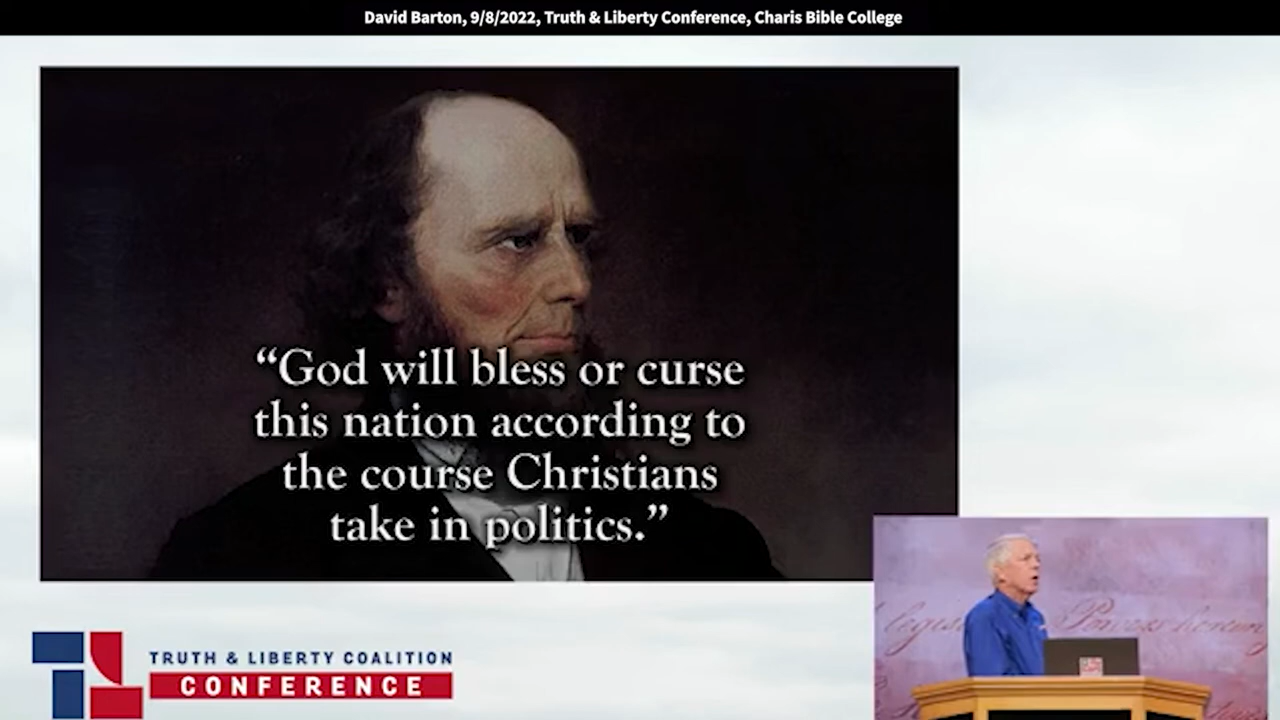 David Barton, 9/8/2022, Truth & Liberty Conference, Charis Bible College
“God will bless or curse
this nation according to
the course Christians
take in politics.”
TRUTH & LIBERTY COALITION
CONFERENCE
Powers